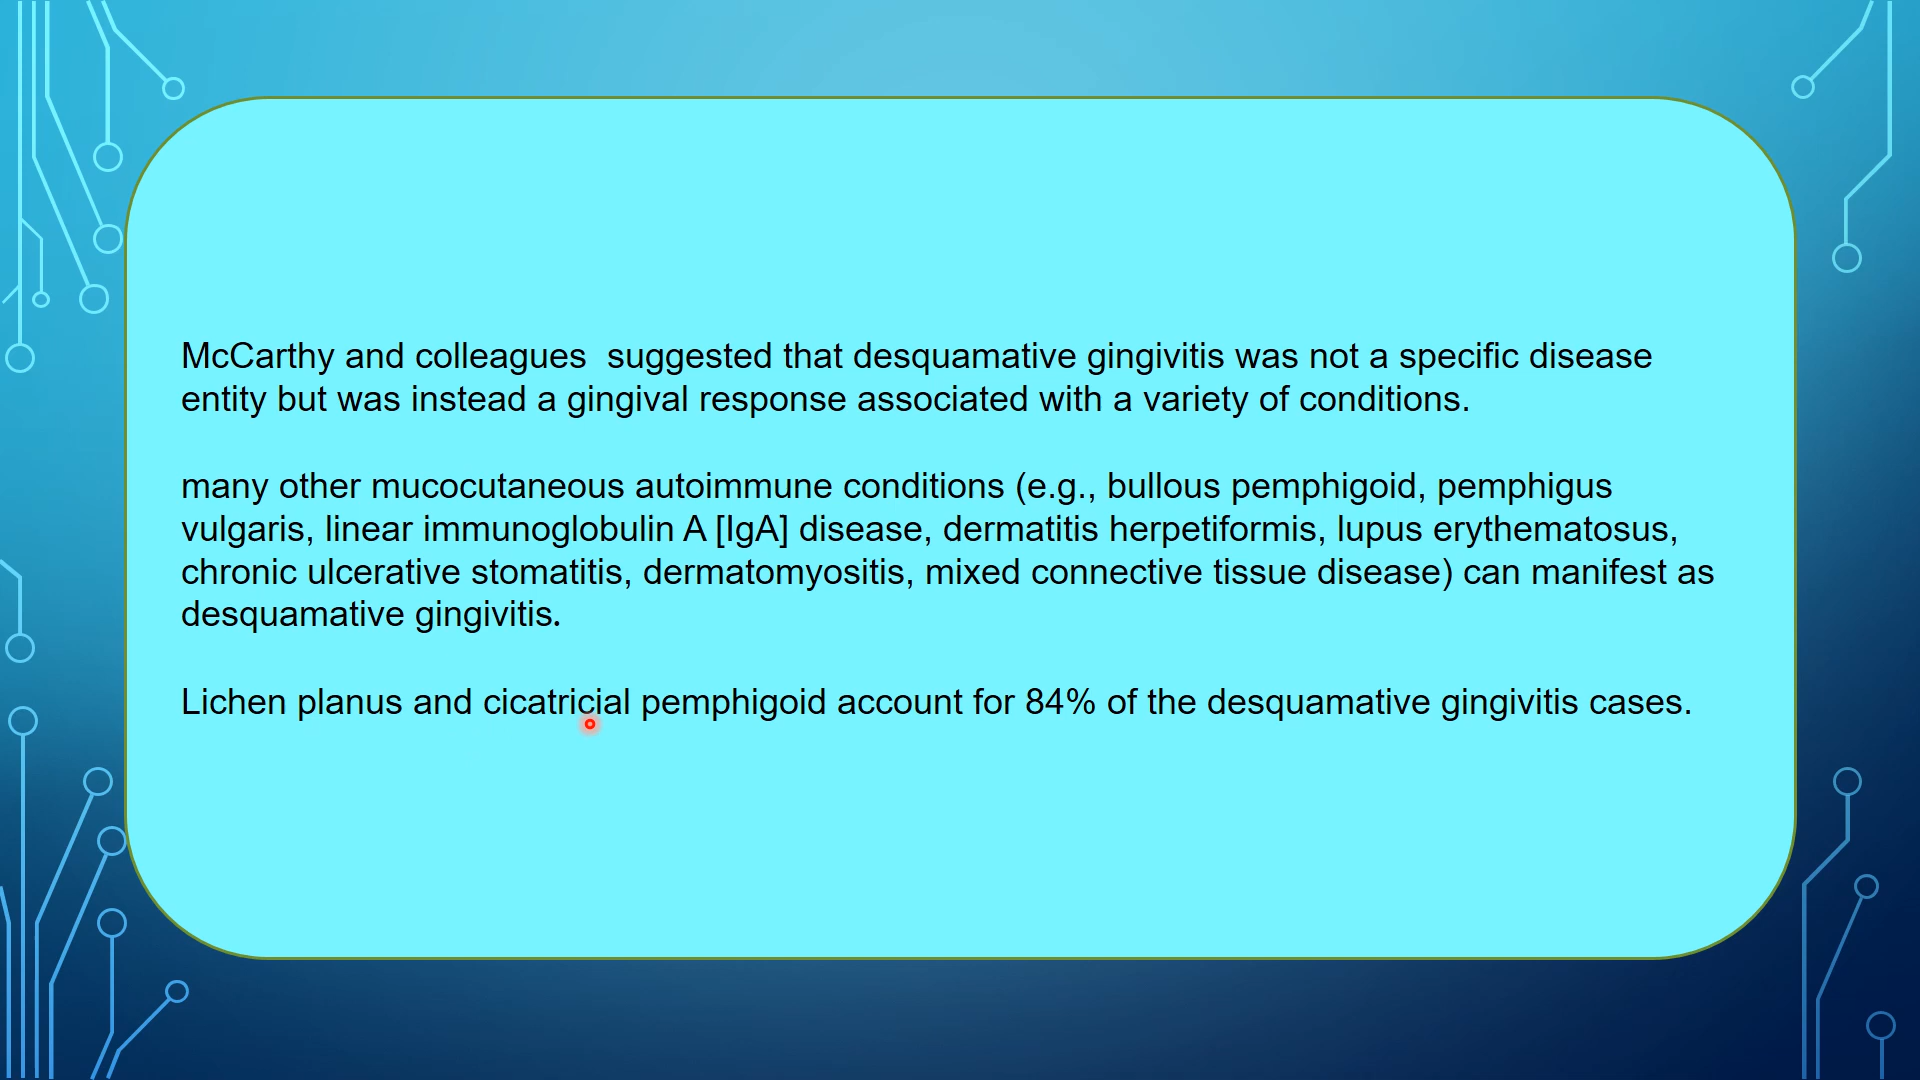 McCarthy and colleagues  suggested that desquamative gingivitis was not a specific disease
entity but was instead a gingival response associated with a variety of conditions.
many other mucocutaneous autoimmune conditions (e.g., bullous pemphigoid, pemphigus
vulgaris, linear immunoglobulin A [IgA] disease, dermatitis herpetiformis, lupus erythematosus,
chronic ulcerative stomatitis, dermatomyositis, mixed connective tissue disease) can manifest as
desquamative gingivitis.
Lichen planus and cicatricial pemphigoid account for 84% of the desquamative gingivitis cases.